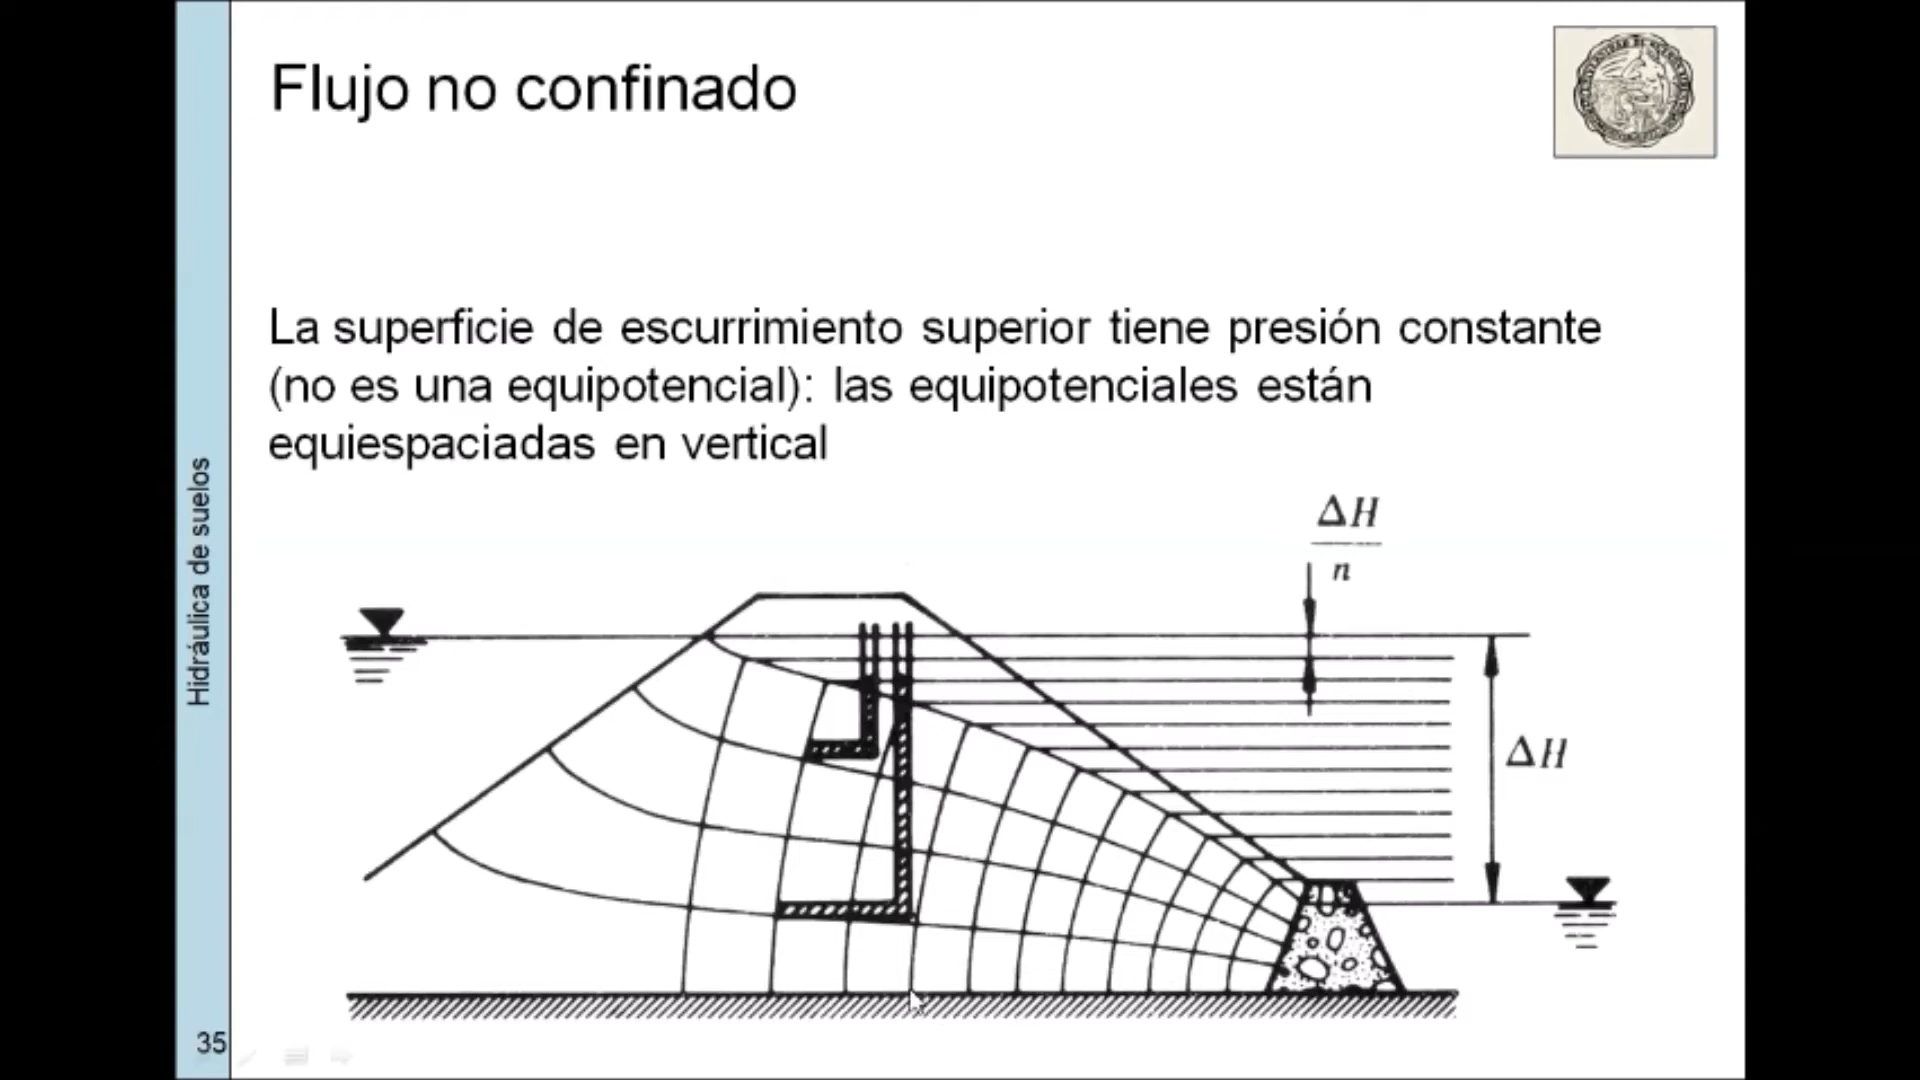 Flujo no confinado
La superficie de escurrimiento superior tiene presión constante
(no es una equipotencial): las equipotenciales están
equiespaciadas en vertical
ΔH
n
ΔH
Hidráulica de suelos
35